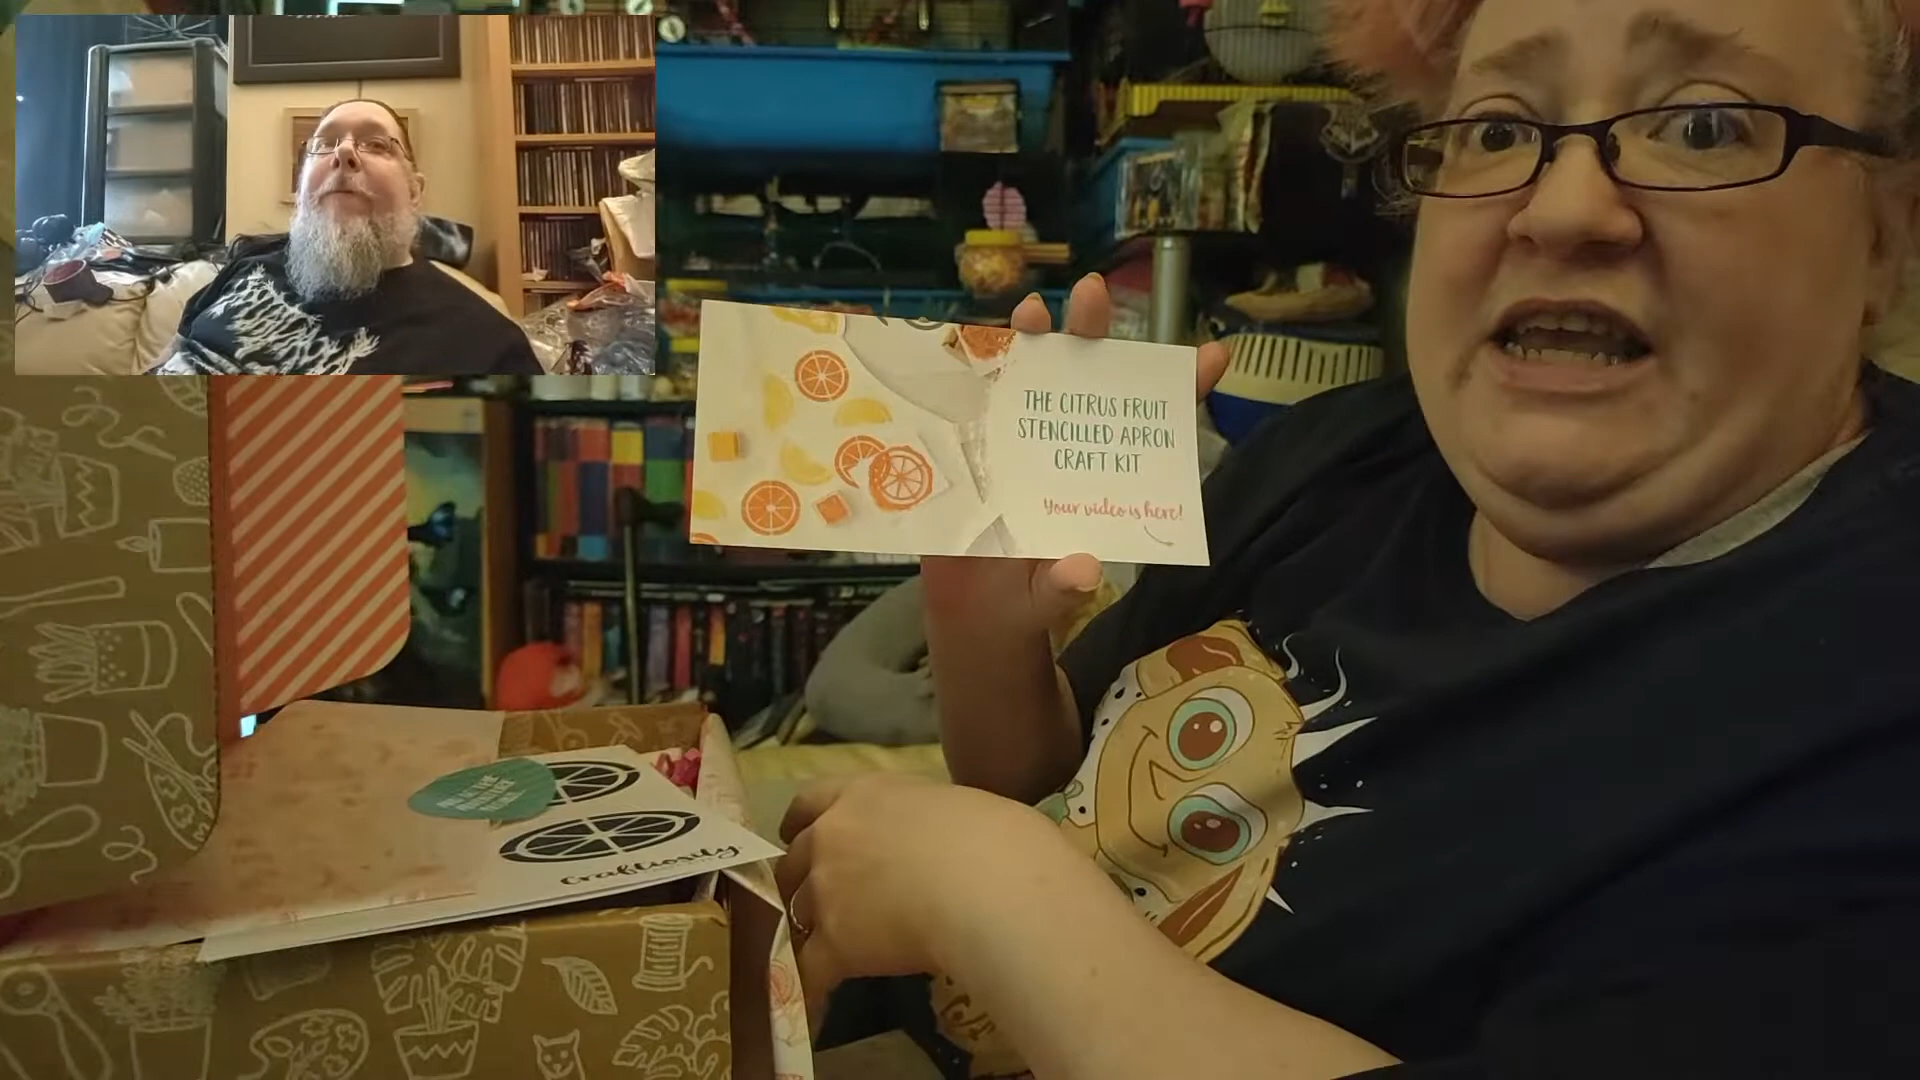 THE CITRUS FRUIT
STENCILLED APRON
CRAFT KIT
Your video is here!
Craftiosity